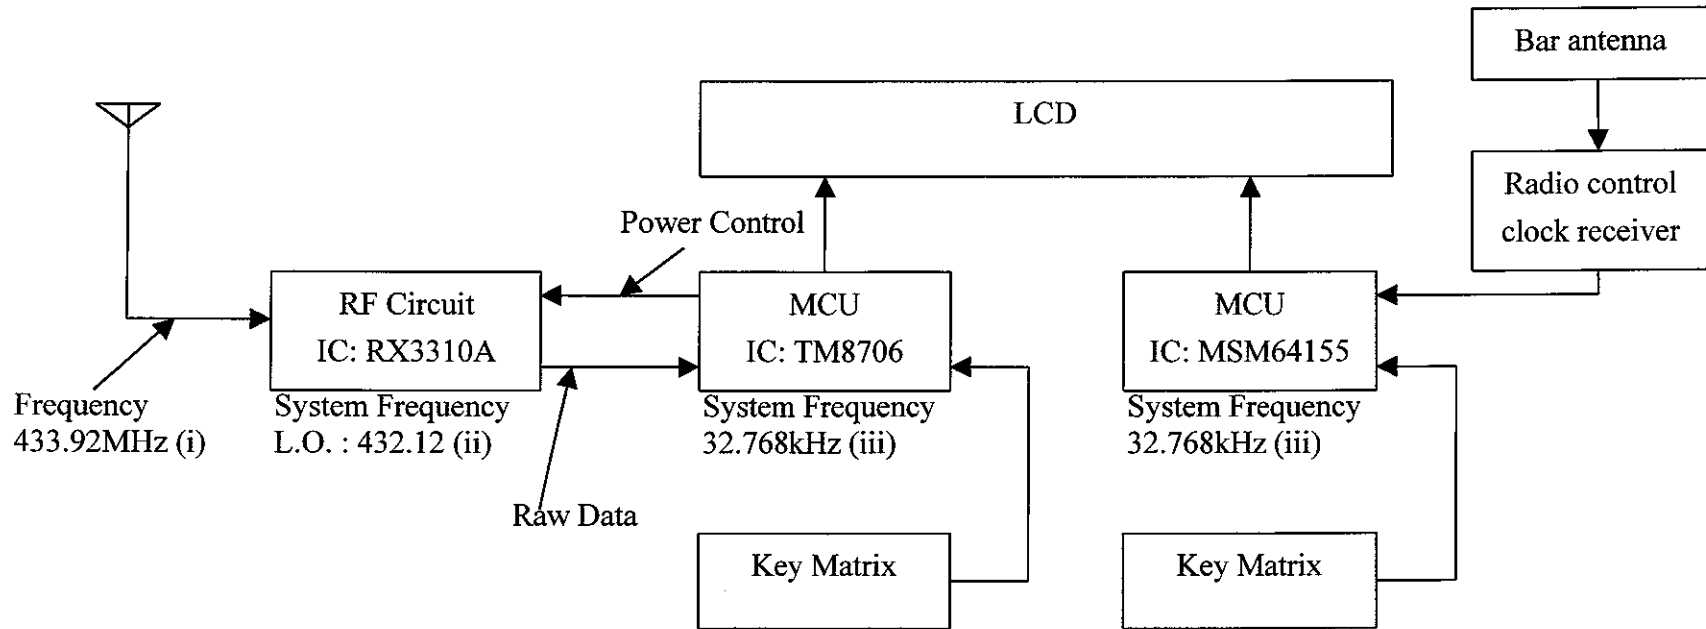 Bar antenna
LCD
Radio control
clock receiver
Power Control
RF Circuit
IC: RX3310A
MCU
IC: TM8706
MCU
IC: MSM64155
Frequency
433.92MHz (i)
System Frequency
L.O. : 432.12 (ii)
System Frequency
32.768kHz (iii)
System Frequency
32.768kHz (iii)
Raw Data
Key Matrix
Key Matrix